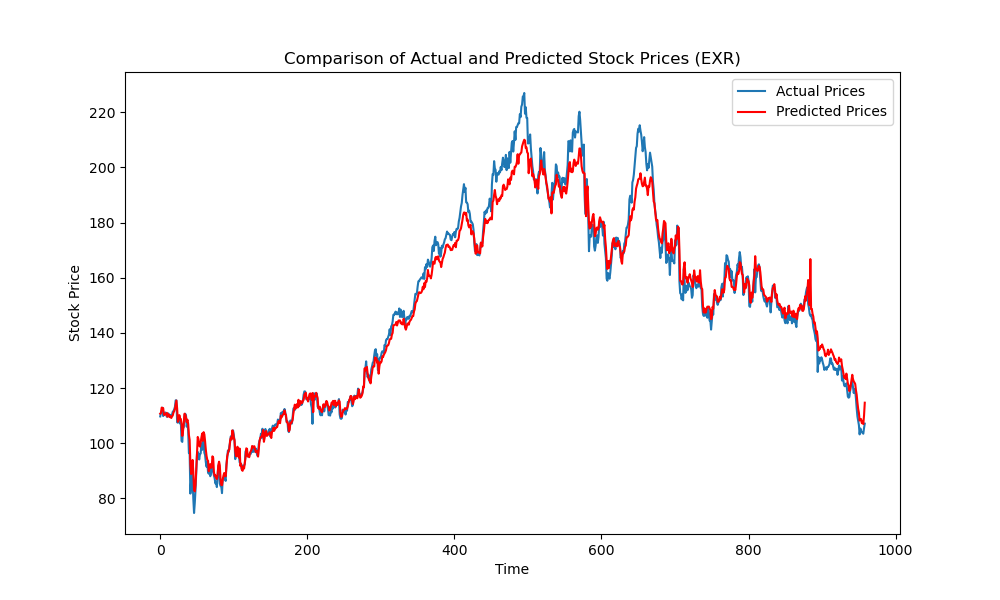 Comparison of Actual and Predicted Stock Prices (EXR)
Actual Prices
Predicted Prices
220
200
180
160
140
120
100
80
Stock Price
0 200 400 600 800 1000
Time